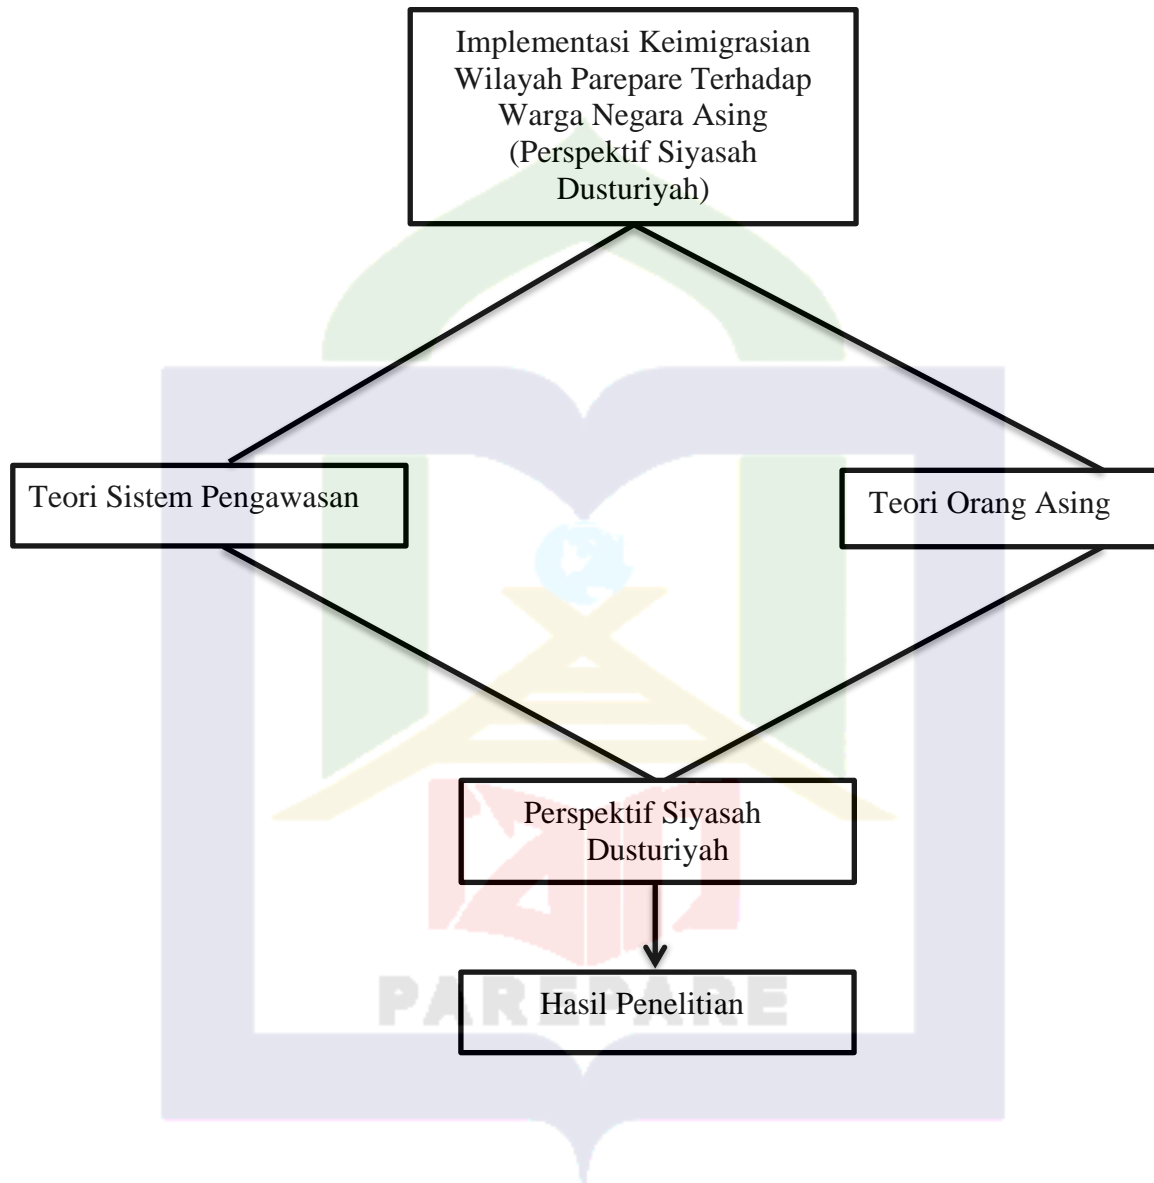 Implementasi Keimigrasian
Wilayah Parepare Terhadap
Warga Negara Asing
(Perspektif Siyasah
Dusturiyah)
Teori Sistem Pengawasan
Teori Orang Asing
Perspektif Siyasah
Dusturiyah
Hasil Penelitian
PAREPARE